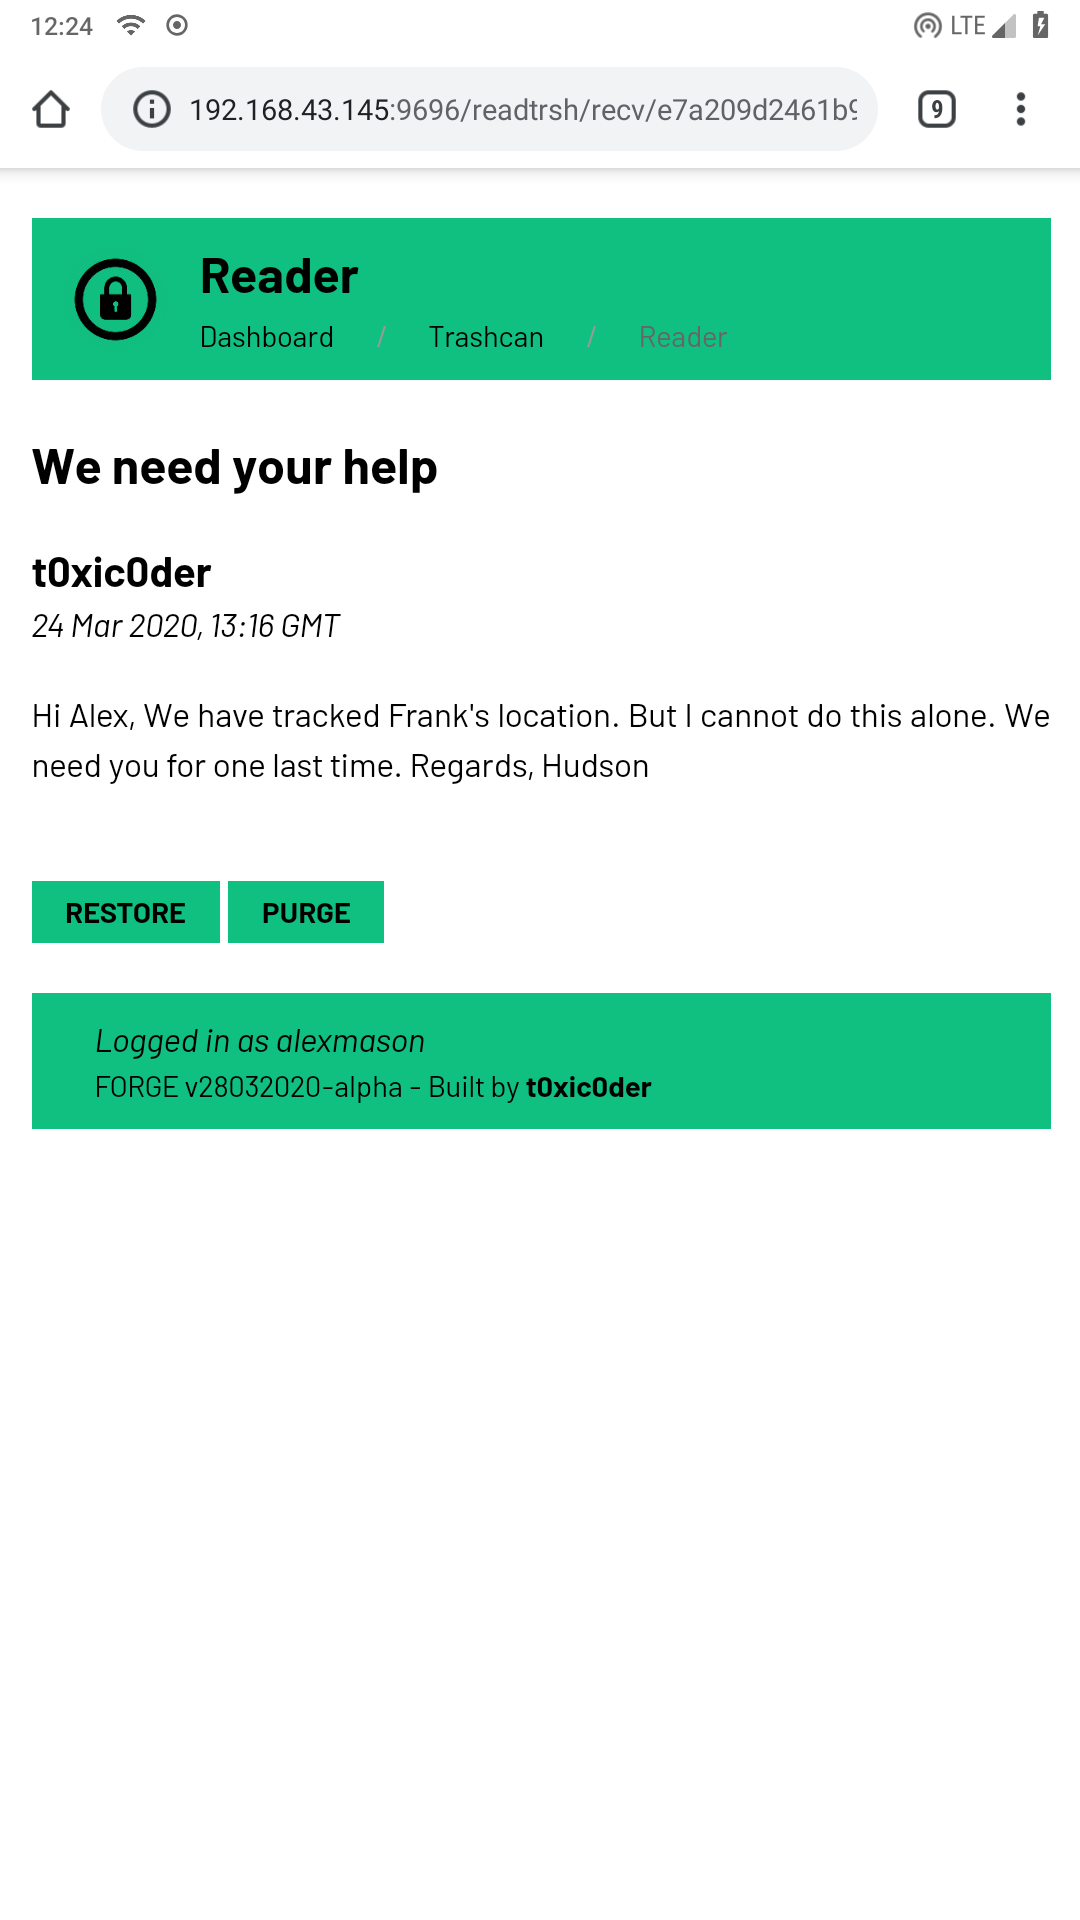 12:24 LTE
192.168.43.145:9696/readtrsh/recv/e7a209d2461b9
9
Reader
Dashboard / Trashcan / Reader
We need your help
t0xic0der
24 Mar 2020, 13:16 GMT
Hi Alex, We have tracked Frank's location. But I cannot do this alone. We
need you for one last time. Regards, Hudson
RESTORE PURGE
Logged in as alexmason
FORGE v28032020-alpha - Built by t0xic0der